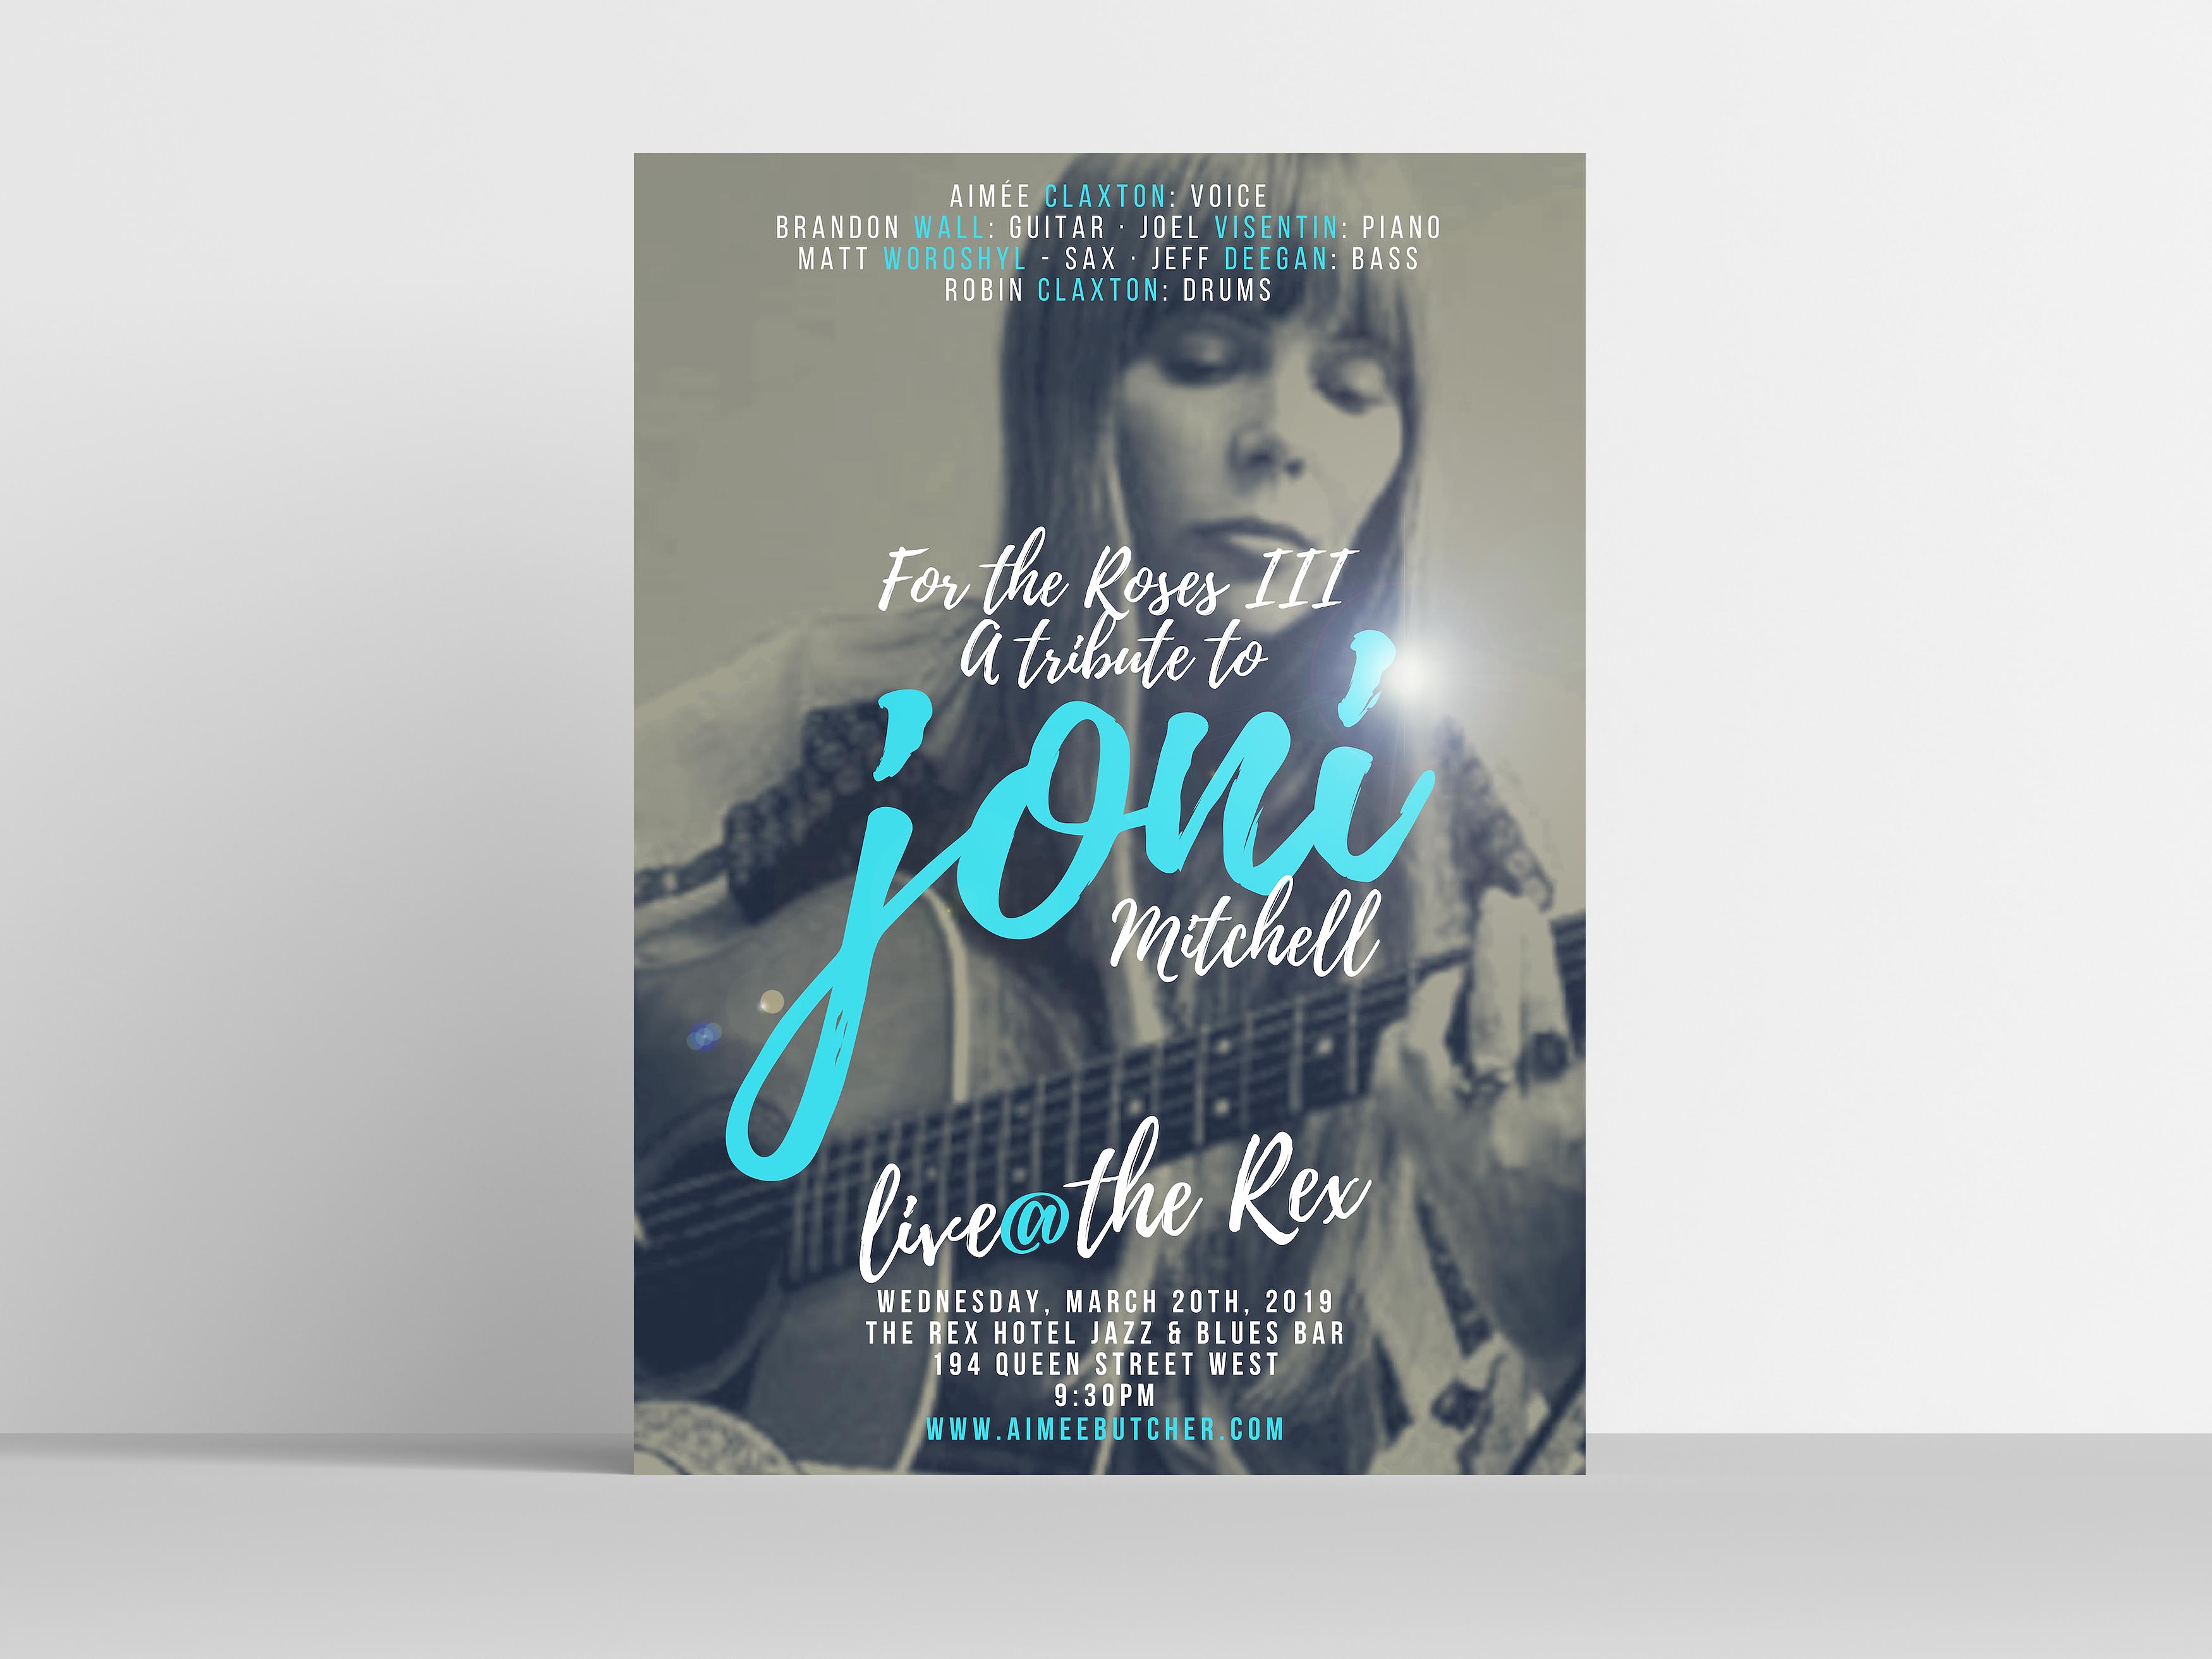 AIMÉE CLAXTON: VOICE
BRANDON WALL: GUITAR · JOEL VISENTIN: PIANO
MATT WOROSHYL - SAX · JEFF DEEGAN: BASS
ROBIN CLAXTON: DRUMS
For the Roses III
A tribute to
joni
Mitchell
live@the Rex
WEDNESDAY, MARCH 20TH, 2019
THE REX HOTEL JAZZ & BLUES BAR
194 QUEEN STREET WEST
9:30PM
WWW.AIMEEBUTCHER.COM